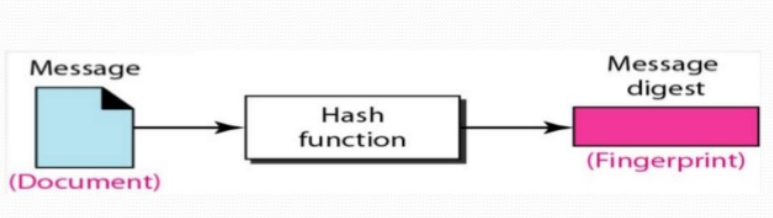 Message
(Document)
Hash
function
Message
digest
(Fingerprint)